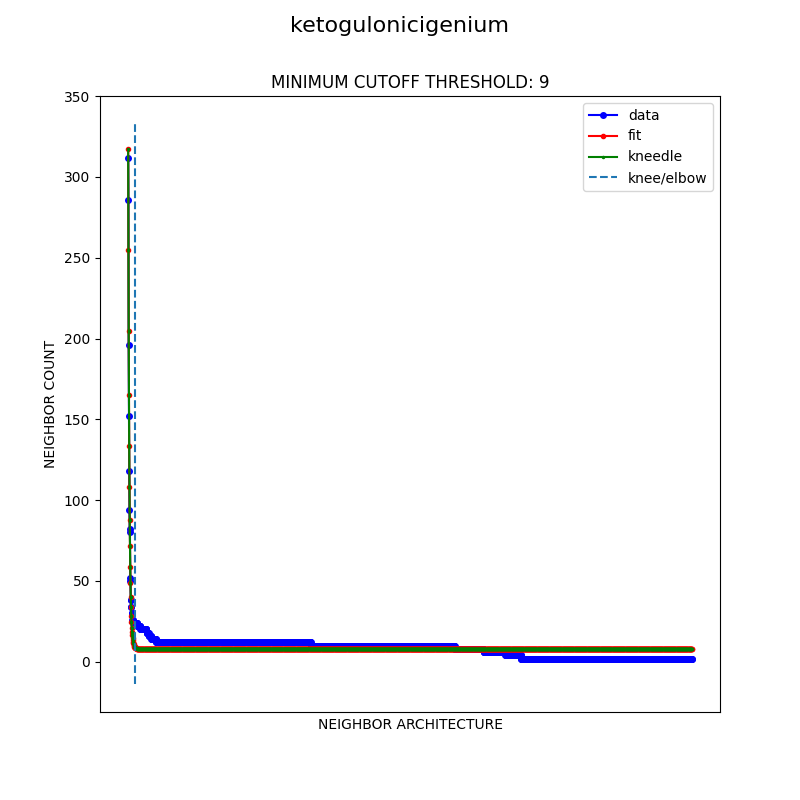 ketogulonicigenium
MINIMUM CUTOFF THRESHOLD: 9
350
300
250
200
150
100
50
0
NEIGHBOR COUNT
data
fit
kneedle
knee/elbow
NEIGHBOR ARCHITECTURE